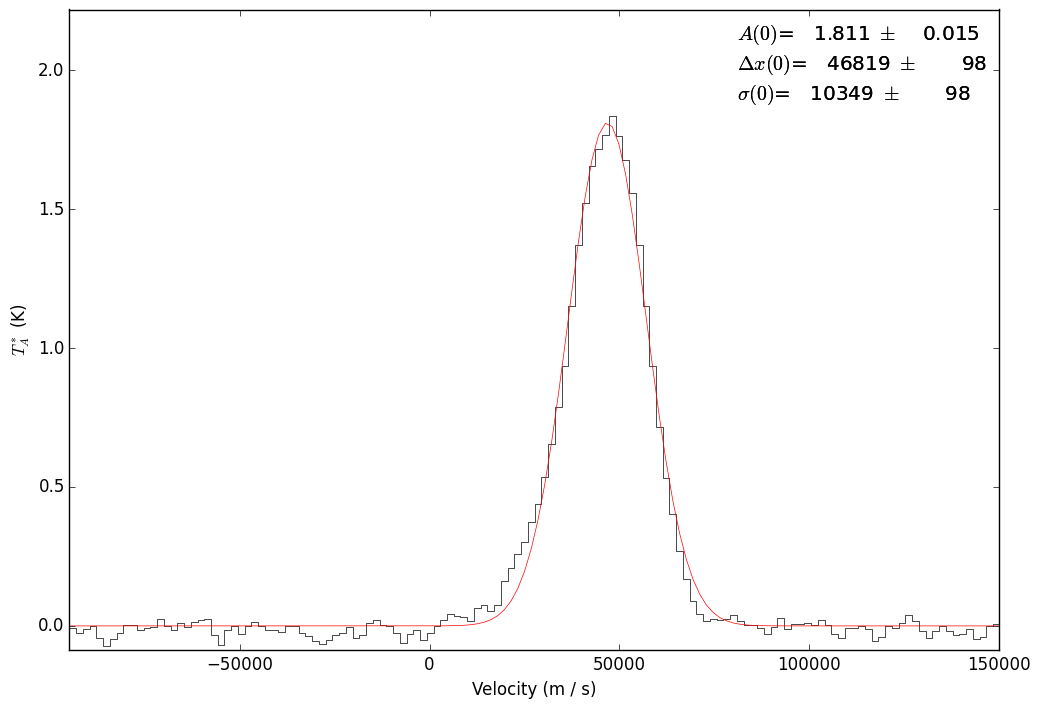 A(0)= 1.811 ± 0.015
Δx(0)= 46819 ± 98
σ(0)= 10349 ± 98
2.0
1.5
1.0
0.5
0.0
T_A^* (K)
−50000 0 50000 100000 150000
Velocity (m / s)